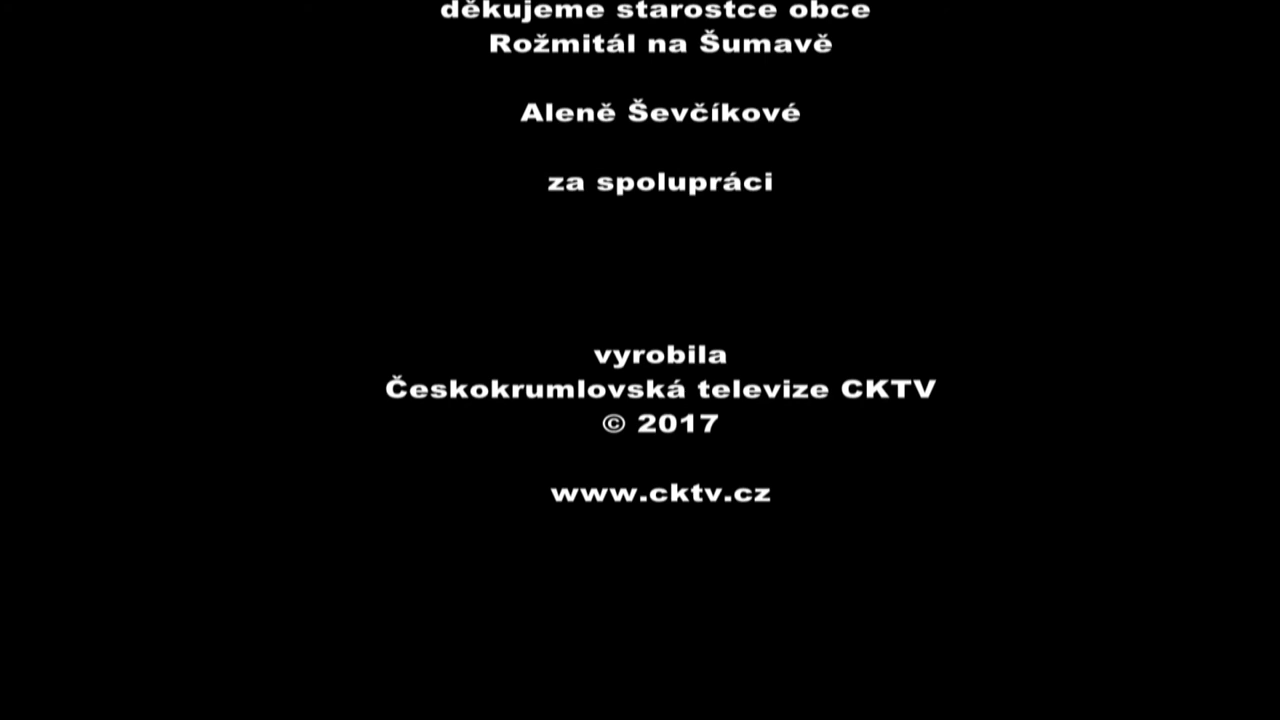 děkujeme starostce obce
Rožmitál na Šumavě
Aleně Ševčíkové
za spolupráci
vyrobila
Českokrumlovská televize CKTV
© 2017
www.cktv.cz